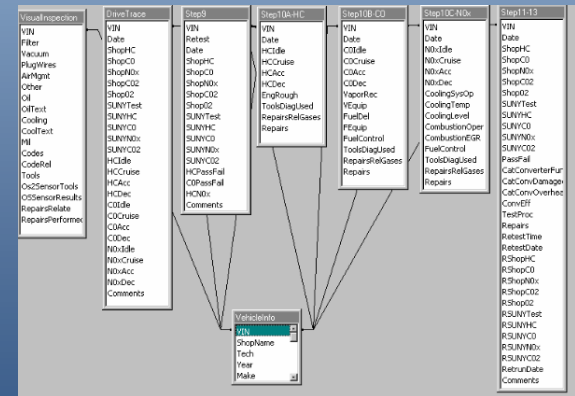 VisualInspection
VIN
Filter
Vacuum
PlugWires
AirMgmt
Other
Oil
OilText
Cooling
CoolText
Mil
Codes
CodeRel
Tools
Os2SensorTools
O5SensorResults
RepairsRelate
RepairsPerformed
DriveTrace
VIN
Date
ShopHC
ShopCO
ShopNOx
ShopCO2
ShopO2
SUNYTest
SUNYHC
SUNYCO
SUNYNOx
SUNYCO2
HCIdle
HCCruise
HCAcc
HCDec
COIdle
COCruise
COAcc
CODec
NOxIdle
NOxCruise
NOxAcc
NOxDec
Comments
Step9
VIN
Retest
Date
ShopHC
ShopCO
ShopNOx
ShopCO2
ShopO2
SUNYTest
SUNYHC
SUNYCO
SUNYNOx
SUNYCO2
HCPassFail
COPassFail
HCNOx
Comments
Step10A-HC
VIN
Date
HCIdle
HCCruise
HCAcc
HCDec
EngRough
ToolsDiagUsed
RepairsRelGases
Repairs
Step10B-CO
VIN
Date
COIdle
COCruise
COAcc
CODec
VaporRec
VEquip
FuelDel
FEquip
FuelControl
ToolsDiagUsed
RepairsRelGases
Repairs
Step10C-NOx
VIN
Date
NOxIdle
NOxCruise
NOxAcc
NOxDec
CoolingSysOp
CoolingTemp
CoolingLevel
CombustionOper
CombustionEGR
FuelControl
ToolsDiagUsed
RepairsRelGases
Repairs
Step11-13
VIN
Date
ShopHC
ShopCO
ShopNOx
ShopCO2
ShopO2
SUNYTest
SUNYHC
SUNYCO
SUNYNOx
SUNYCO2
PassFail
CatConverterFun
CatConvDamage
CatConvOverhea
ConvEff
TestProc
Repairs
RetestTime
RetestDate
RShopHC
RShopCO
RShopNOx
RShopCO2
RShopO2
RSUNYTest
RSUNYHC
RSUNYCO
RSUNYNOx
RSUNYCO2
RetrunDate
Comments
VehicleInfo
VIN
ShopName
Tech
Year
Make